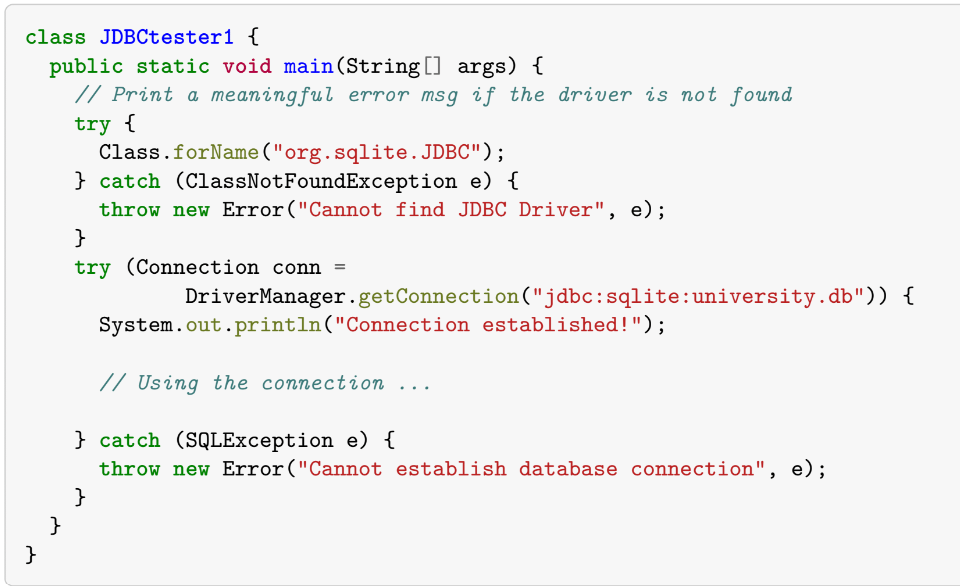 class JDBCtester1 {
  public static void main(String[] args) {
    // Print a meaningful error msg if the driver is not found
    try {
      Class.forName("org.sqlite.JDBC");
    } catch (ClassNotFoundException e) {
      throw new Error("Cannot find JDBC Driver", e);
    }
    try (Connection conn =
             DriverManager.getConnection("jdbc:sqlite:university.db")) {
      System.out.println("Connection established!");

      // Using the connection ...

    } catch (SQLException e) {
      throw new Error("Cannot establish database connection", e);
    }
  }
}